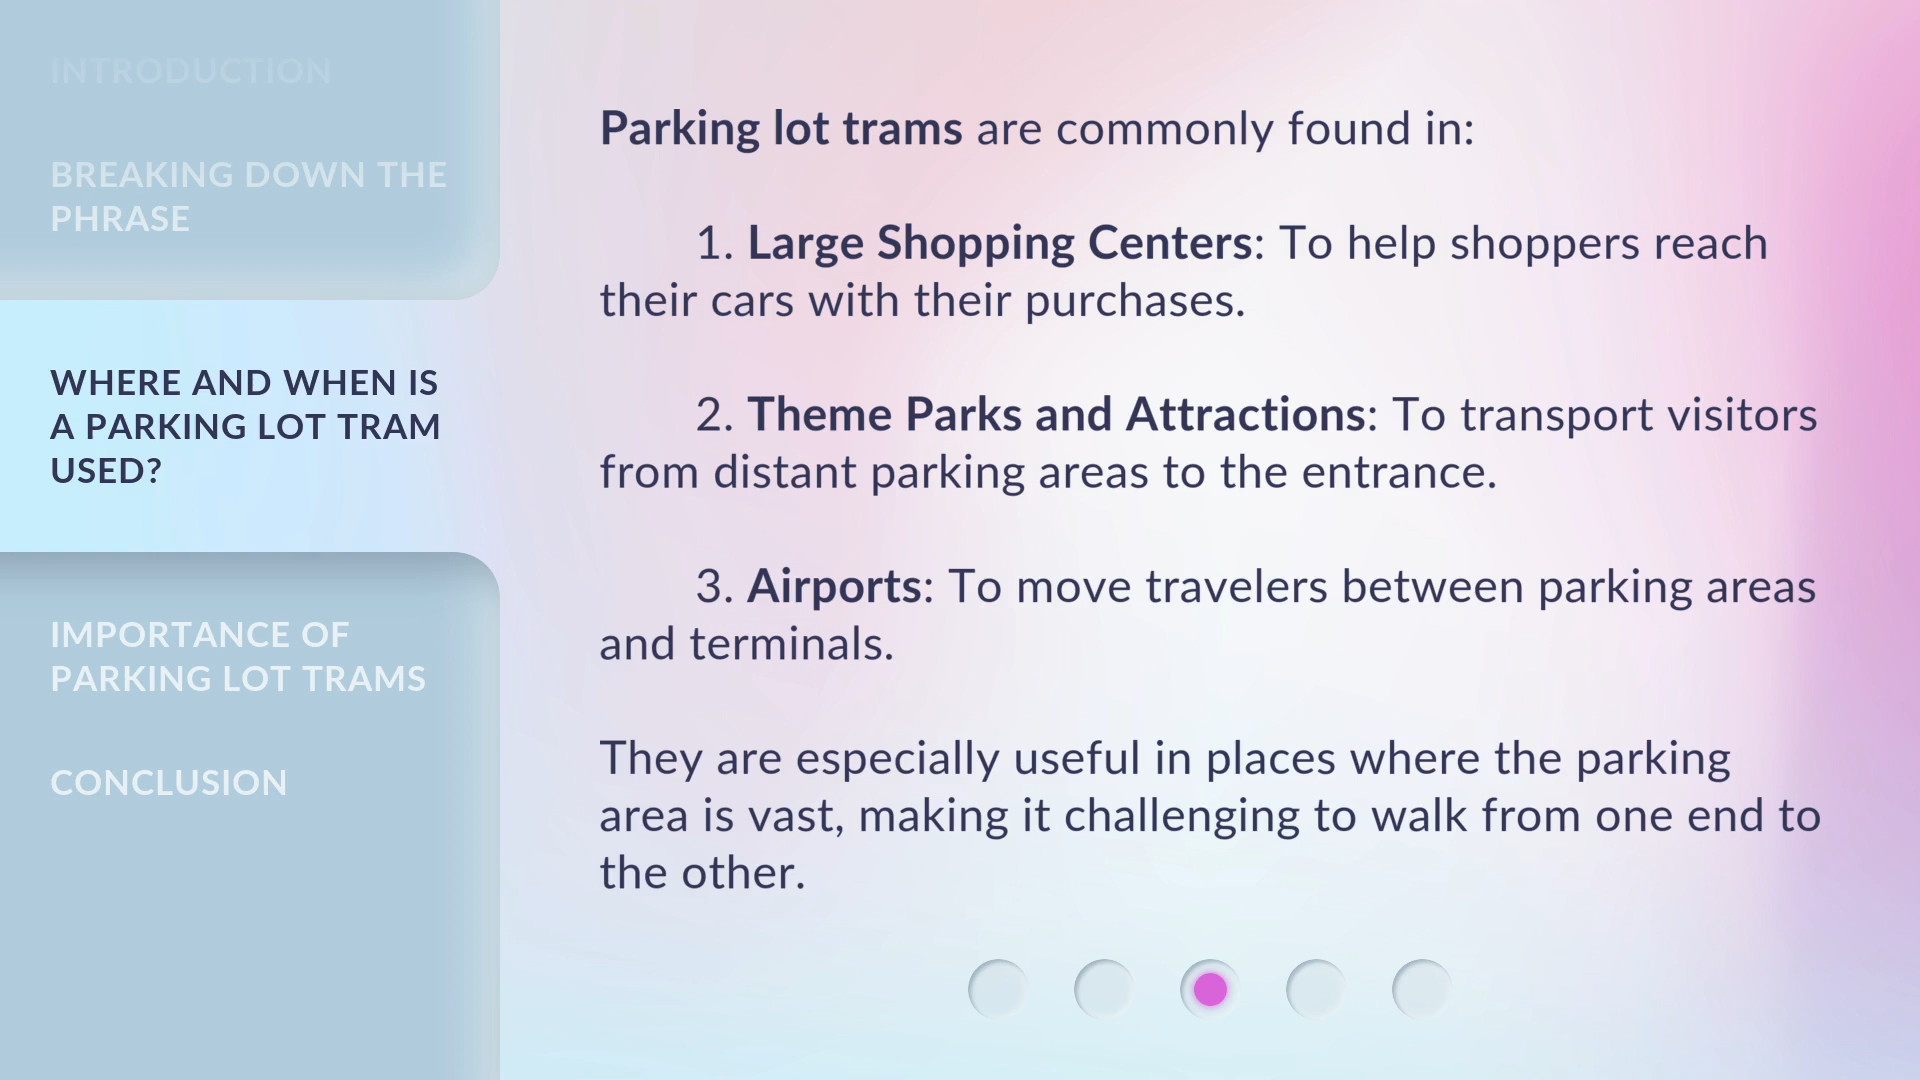 INTRODUCTION
BREAKING DOWN THE
PHRASE
WHERE AND WHEN IS
A PARKING LOT TRAM
USED?
IMPORTANCE OF
PARKING LOT TRAMS
CONCLUSION
Parking lot trams are commonly found in:
1. Large Shopping Centers: To help shoppers reach
their cars with their purchases.
2. Theme Parks and Attractions: To transport visitors
from distant parking areas to the entrance.
3. Airports: To move travelers between parking areas
and terminals.
They are especially useful in places where the parking
area is vast, making it challenging to walk from one end to
the other.